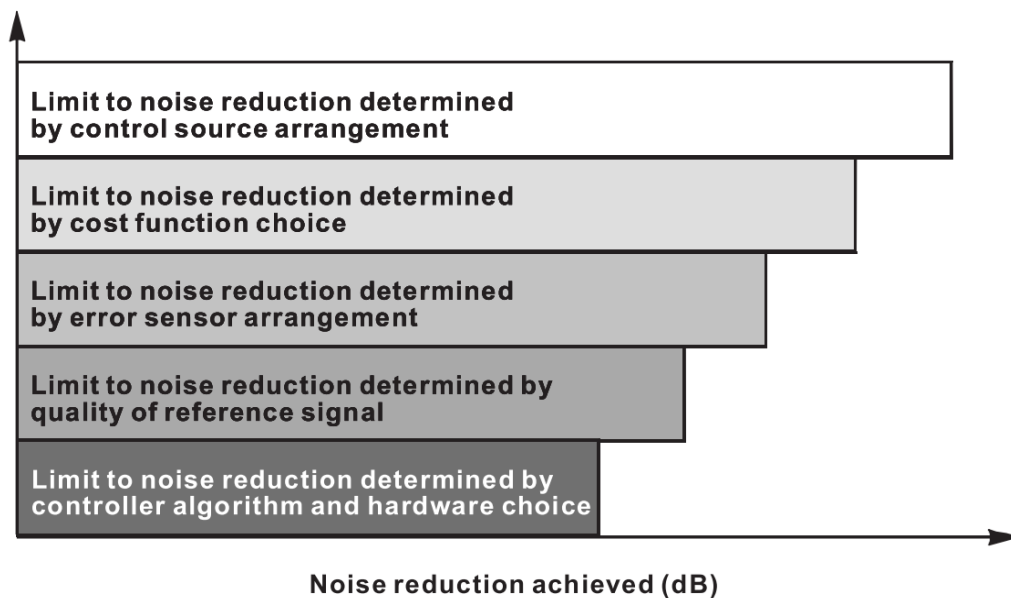 Limit to noise reduction determined
by control source arrangement
Limit to noise reduction determined
by cost function choice
Limit to noise reduction determined
by error sensor arrangement
Limit to noise reduction determined by
quality of reference signal
Limit to noise reduction determined by
controller algorithm and hardware choice
Noise reduction achieved (dB)